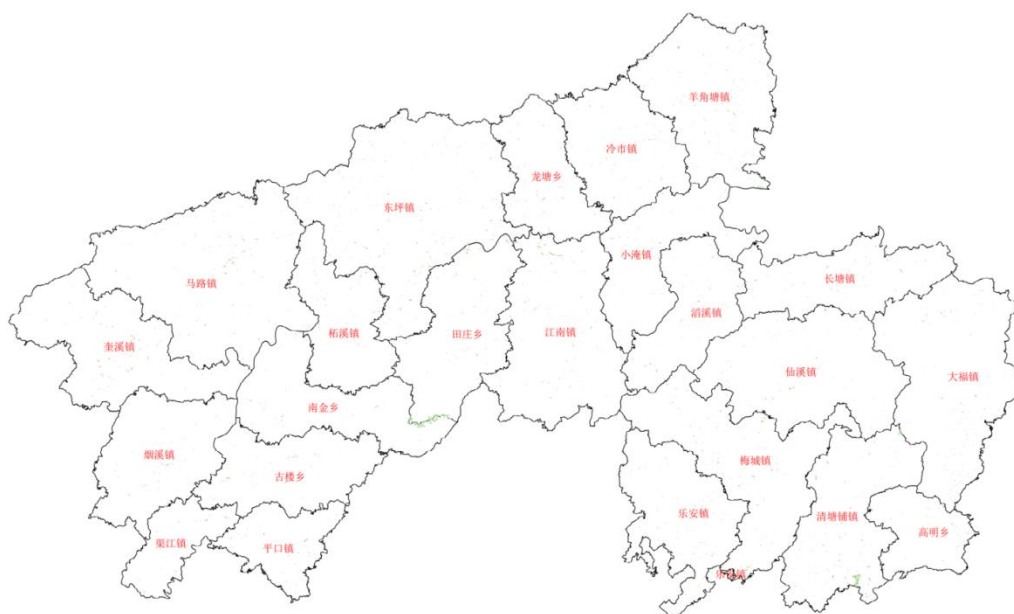 羊角塘镇
冷市镇
龙塘乡
东坪镇
小淹镇
长塘镇
马路镇
滔溪镇
柘溪镇
田庄乡
江南镇
奎溪镇
仙溪镇
大福镇
南金乡
烟溪镇
梅城镇
古楼乡
乐安镇
清塘铺镇
高明乡
渠江镇
平口镇